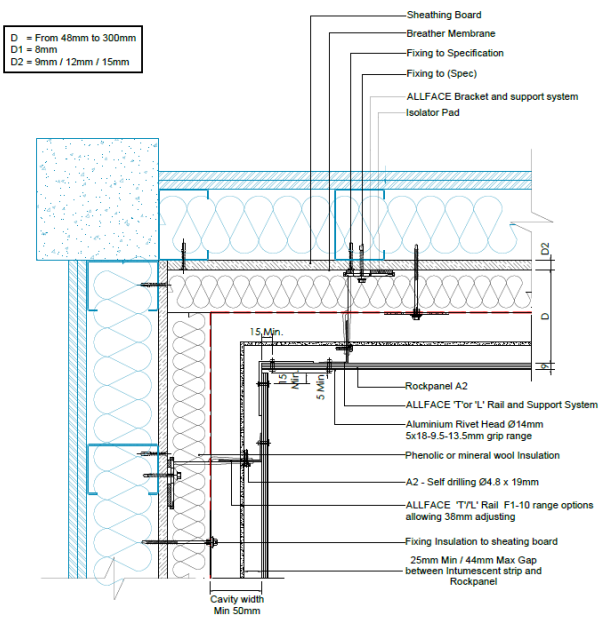 Sheathing Board
Breather Membrane
D = From 48mm to 300mm
D1 = 8mm
D2 = 9mm / 12mm / 15mm
Fixing to Specification
Fixing to (Spec)
ALLFACE Bracket and support system
Isolator Pad
D2
D
15 Min.
15
Min.
5 Min
9
Rockpanel A2
ALLFACE 'T'or 'L' Rail and Support System
Aluminium Rivet Head Ø14mm
5x18-9.5-13.5mm grip range
Phenolic or mineral wool Insulation
A2 - Self drilling Ø4.8 x 19mm
ALLFACE 'T'/'L' Rail F1-10 range options
allowing 38mm adjusting
Fixing Insulation to sheating board
25mm Min / 44mm Max Gap
between Intumescent strip and
Rockpanel
Cavity width
Min 50mm